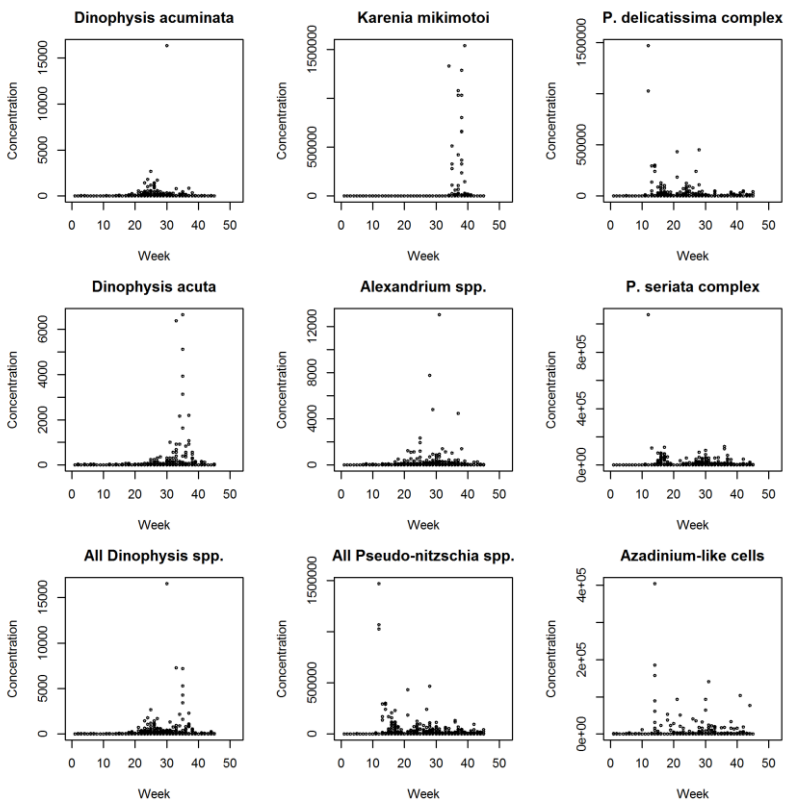 Dinophysis acuminata
Concentration
0 5000 10000 15000
0 10 20 30 40 50
Week
Karenia mikimotoi
Concentration
0 500000 1500000
0 10 20 30 40 50
Week
P. delicatissima complex
Concentration
0 500000 1500000
0 10 20 30 40 50
Week
Dinophysis acuta
Concentration
0 2000 4000 6000
0 10 20 30 40 50
Week
Alexandrium spp.
Concentration
0 4000 8000 12000
0 10 20 30 40 50
Week
P. seriata complex
Concentration
0e+00 4e+05 8e+05
0 10 20 30 40 50
Week
All Dinophysis spp.
Concentration
0 5000 10000 15000
0 10 20 30 40 50
Week
All Pseudo-nitzschia spp.
Concentration
0 500000 1500000
0 10 20 30 40 50
Week
Azadinium-like cells
Concentration
0e+00 2e+05 4e+05
0 10 20 30 40 50
Week